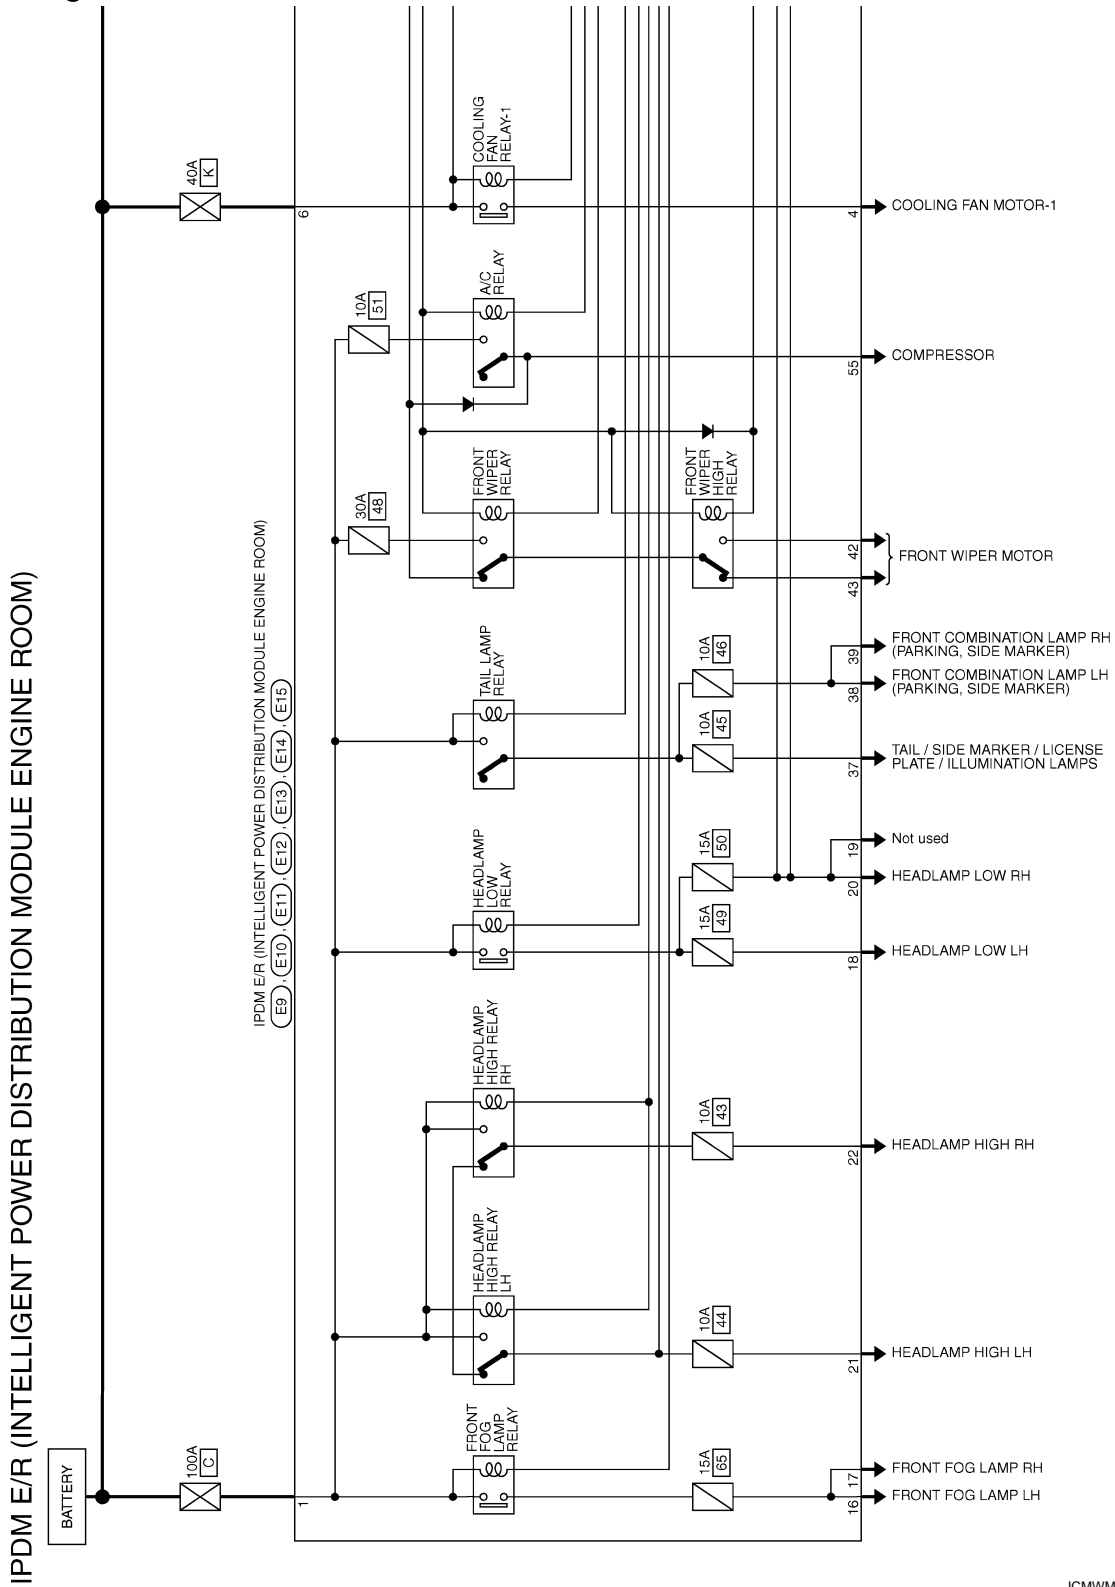 IPDM E/R (INTELLIGENT POWER DISTRIBUTION MODULE ENGINE ROOM)
40A
K
6
COOLING
FAN
RELAY-1
4
COOLING FAN MOTOR-1
10A
51
A/C
RELAY
55
COMPRESSOR
30A
48
FRONT
WIPER
RELAY
FRONT
WIPER
HIGH
RELAY
42
43
FRONT WIPER MOTOR
IPDM E/R (INTELLIGENT POWER DISTRIBUTION MODULE ENGINE ROOM)
E9 , E10 , E11 , E12 , E13 , E14 , E15
TAIL LAMP
RELAY
10A
46
39
FRONT COMBINATION LAMP RH
(PARKING, SIDE MARKER)
38
FRONT COMBINATION LAMP LH
(PARKING, SIDE MARKER)
10A
45
37
TAIL / SIDE MARKER / LICENSE
PLATE / ILLUMINATION LAMPS
HEADLAMP
LOW
RELAY
15A
50
19
Not used
20
HEADLAMP LOW RH
15A
49
18
HEADLAMP LOW LH
HEADLAMP
HIGH RELAY
RH
10A
43
22
HEADLAMP HIGH RH
HEADLAMP
HIGH RELAY
LH
10A
44
21
HEADLAMP HIGH LH
BATTERY
100A
C
1
FRONT
FOG
LAMP
RELAY
15A
65
17
FRONT FOG LAMP RH
16
FRONT FOG LAMP LH